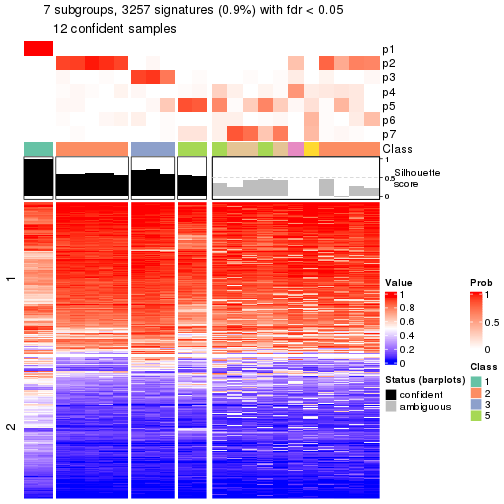 7 subgroups, 3257 signatures (0.9%) with fdr < 0.05
12 confident samples
p1
p2
p3
p4
p5
p6
p7
Class
1
0.5
0
Silhouette
score
1
2
Value
1
0.8
0.6
0.4
0.2
0
Prob
1
0.5
0
Status (barplots)
confident
ambiguous
Class
1
2
3
5